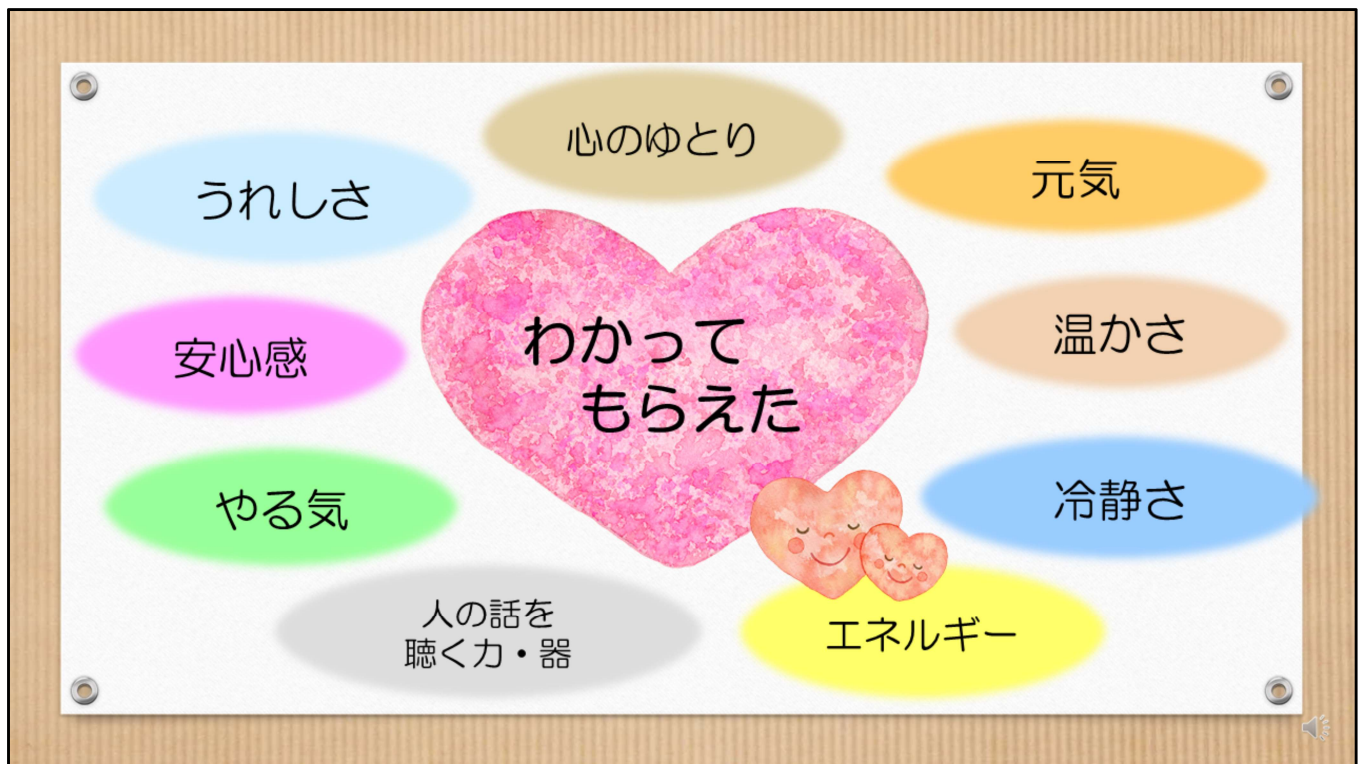 心のゆとり
うれしさ
元気
安心感
わかって
もらえた
温かさ
やる気
冷静さ
人の話を
聴く力・器
エネルギー